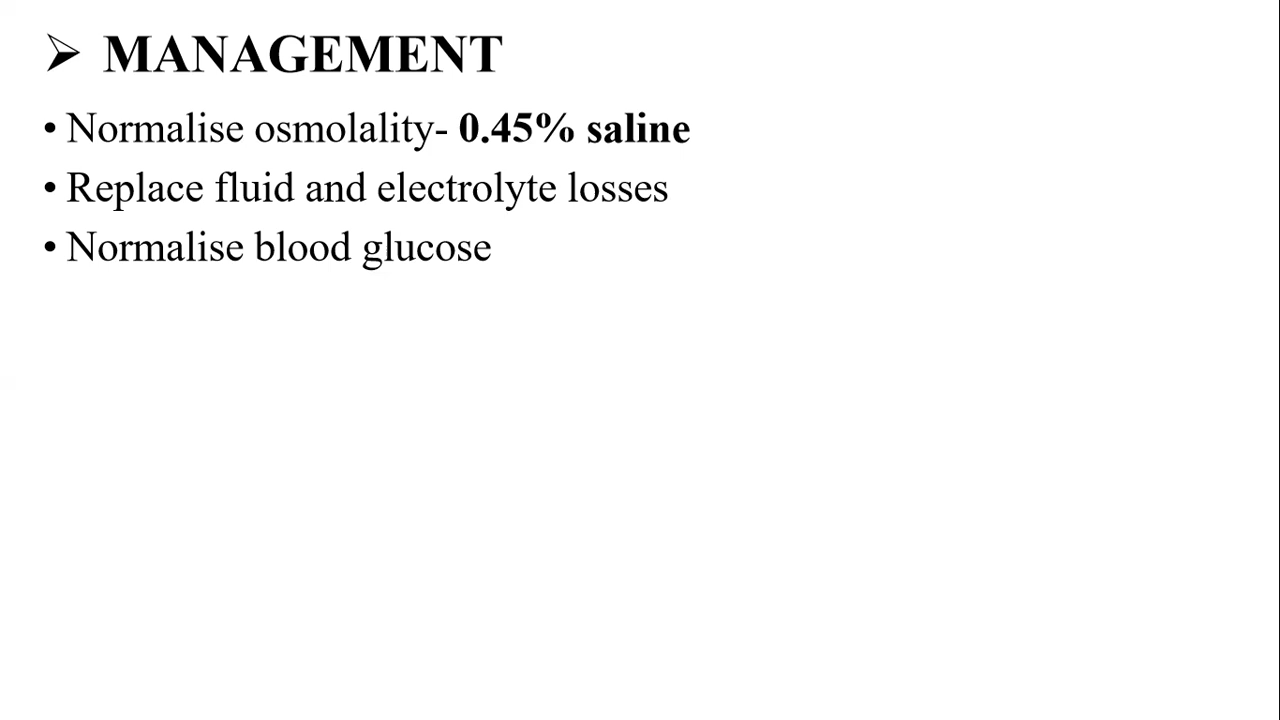 ➢ MANAGEMENT
• Normalise osmolality- 0.45% saline
• Replace fluid and electrolyte losses
• Normalise blood glucose